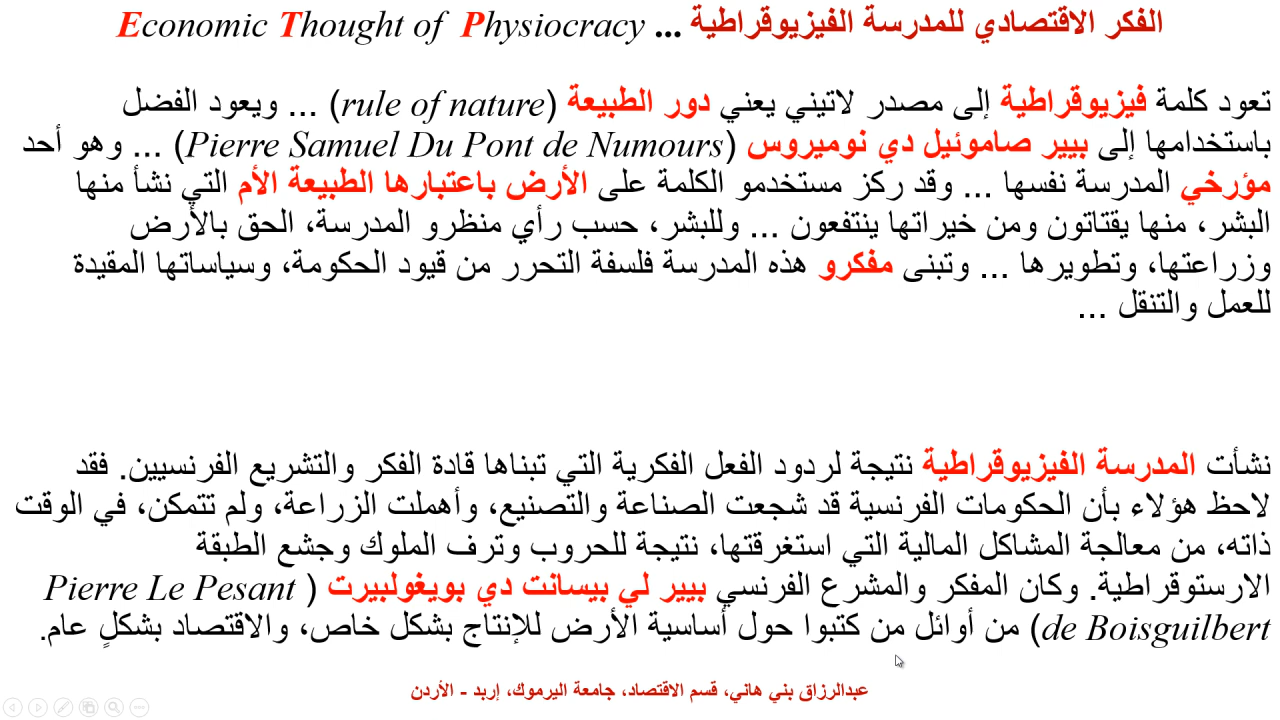 الفكر الاقتصادي للمدرسة الفيزيوقراطية ... Economic Thought of Physiocracy
تعود كلمة فيزيوقراطية إلى مصدر لاتيني يعني دور الطبيعة (rule of nature) ... ويعود الفضل
باستخدامها إلى بيير صاموئيل دي نوميروس (Pierre Samuel Du Pont de Numours) ... وهو أحد
مؤرخي المدرسة نفسها ... وقد ركز مستخدمو الكلمة على الأرض باعتبارها الطبيعة الأم التي نشأ منها
البشر، منها يقتاتون ومن خيراتها ينتفعون ... وللبشر، حسب رأي منظرو المدرسة، الحق بالأرض
وزراعتها، وتطويرها ... وتبنى مفكرو هذه المدرسة فلسفة التحرر من قيود الحكومة، وسياساتها المقيدة
للعمل والتنقل ...
نشأت المدرسة الفيزيوقراطية نتيجة لردود الفعل الفكرية التي تبناها قادة الفكر والتشريع الفرنسيين. فقد
لاحظ هؤلاء بأن الحكومات الفرنسية قد شجعت الصناعة والتصنيع، وأهملت الزراعة، ولم تتمكن، في الوقت
ذاته، من معالجة المشاكل المالية التي استغرقتها، نتيجة للحروب وترف الملوك وجشع الطبقة
الارستوقراطية. وكان المفكر والمشرع الفرنسي بيير لي بيسانت دي بويغولبيرت (Pierre Le Pesant
de Boisguilbert) من أوائل من كتبوا حول أساسية الأرض للإنتاج بشكل خاص، والاقتصاد بشكلٍ عام.
عبدالرزاق بني هاني، قسم الاقتصاد، جامعة اليرموك، إربد - الأردن